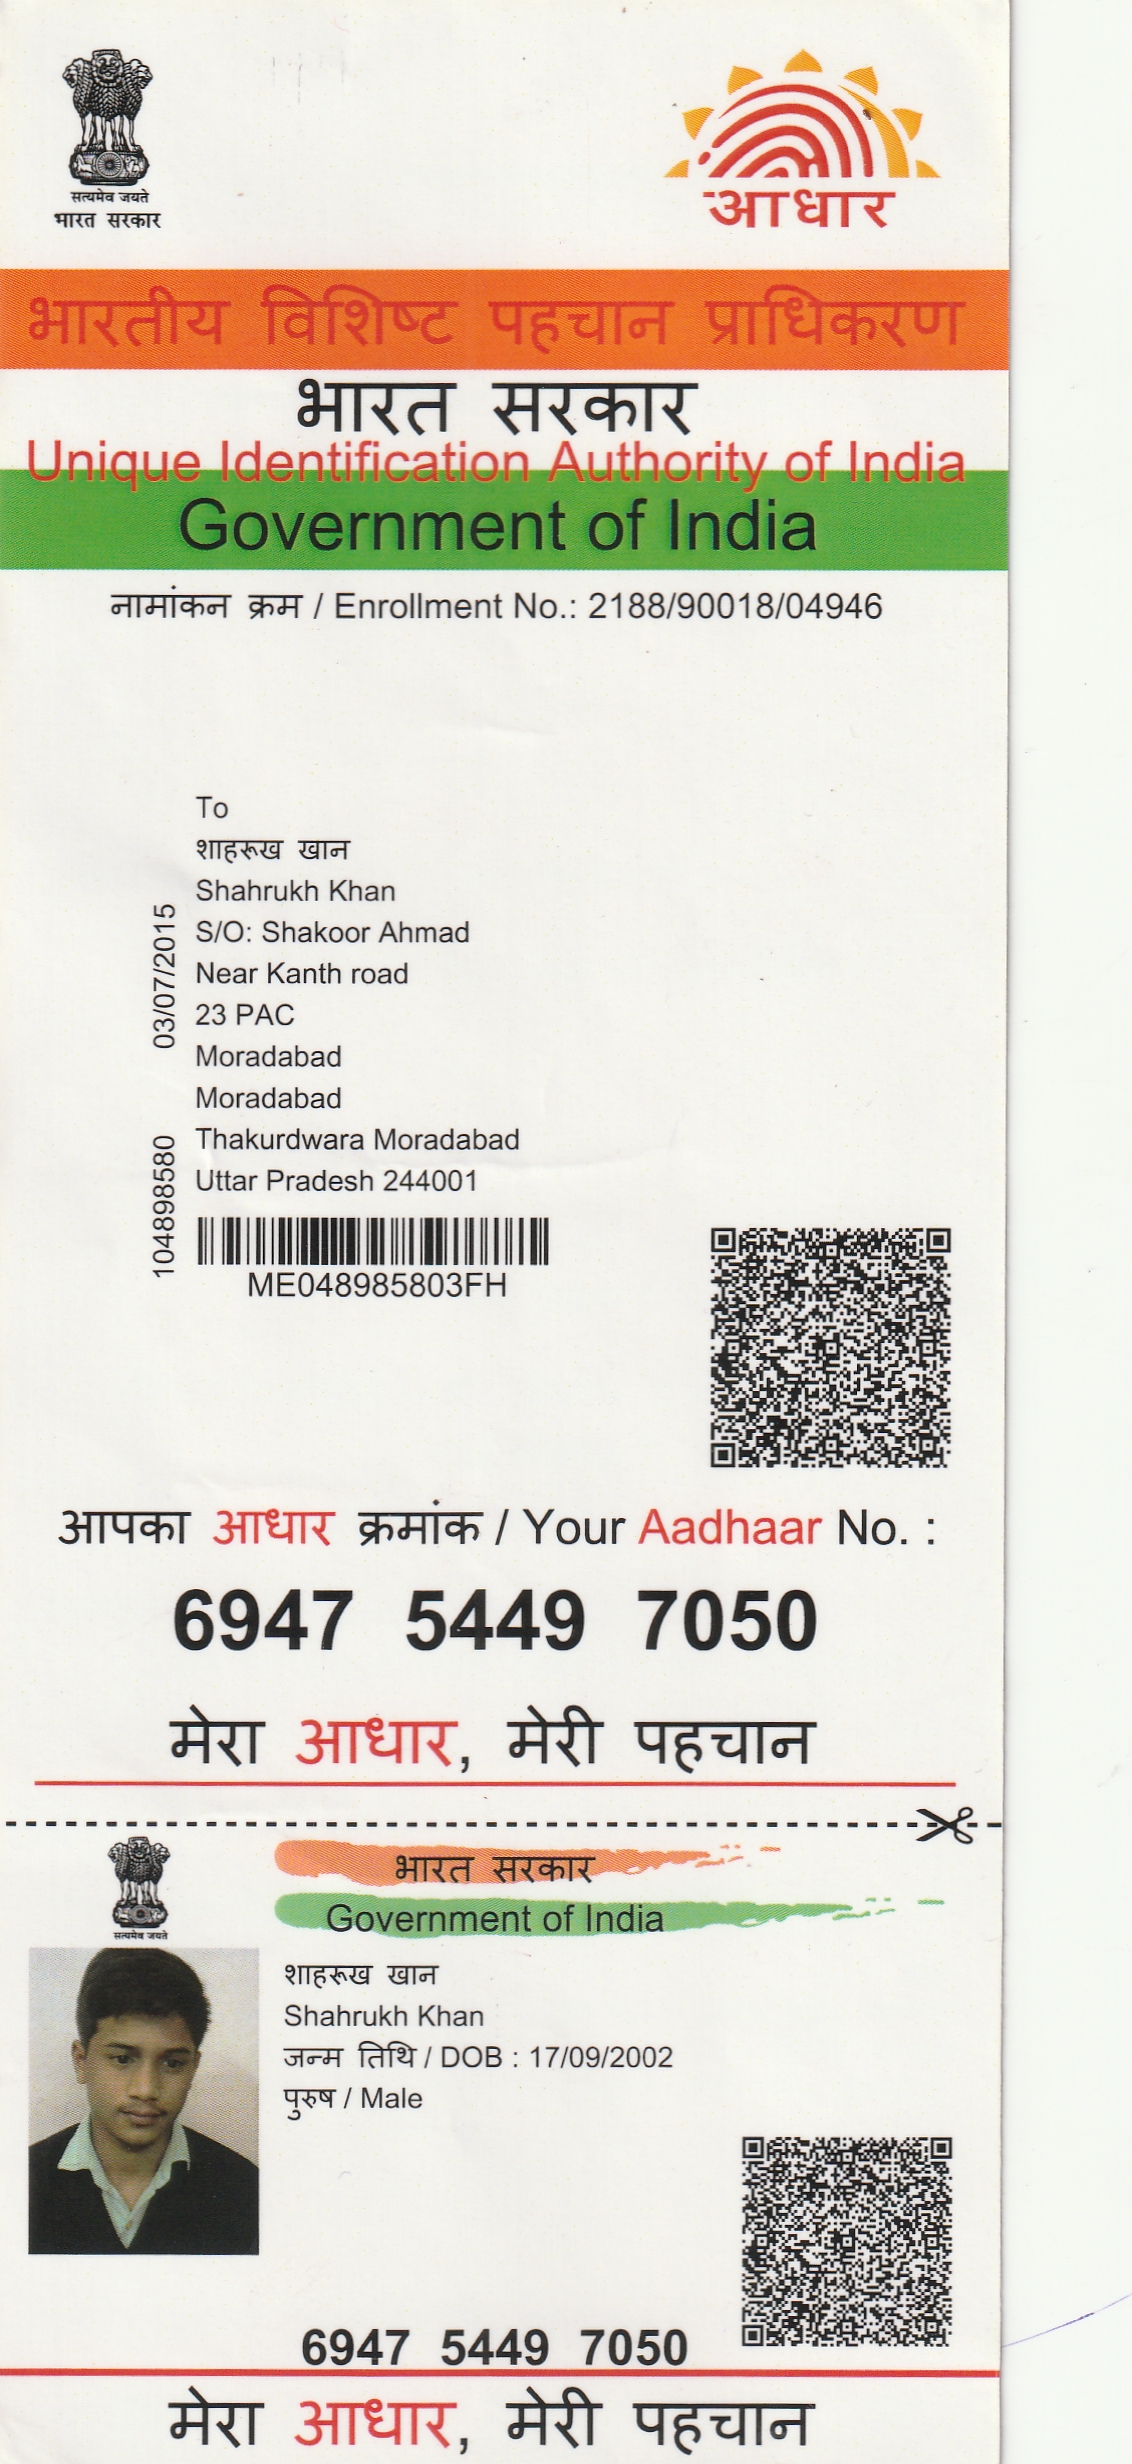 सत्यमेव जयते
भारत सरकार
आधार
भारतीय विशिष्ट पहचान प्राधिकरण
भारत सरकार
Unique Identification Authority of India
Government of India
नामांकन क्रम / Enrollment No.: 2188/90018/04946
To
शाहरूख खान
Shahrukh Khan
S/O: Shakoor Ahmad
Near Kanth road
23 PAC
Moradabad
Moradabad
Thakurdwara Moradabad
Uttar Pradesh 244001
03/07/2015
104898580
ME048985803FH
आपका आधार क्रमांक / Your Aadhaar No. :
6947 5449 7050
मेरा आधार, मेरी पहचान
सत्यमेव जयते
भारत सरकार
Government of India
शाहरूख खान
Shahrukh Khan
जन्म तिथि / DOB : 17/09/2002
पुरुष / Male
6947 5449 7050
मेरा आधार, मेरी पहचान